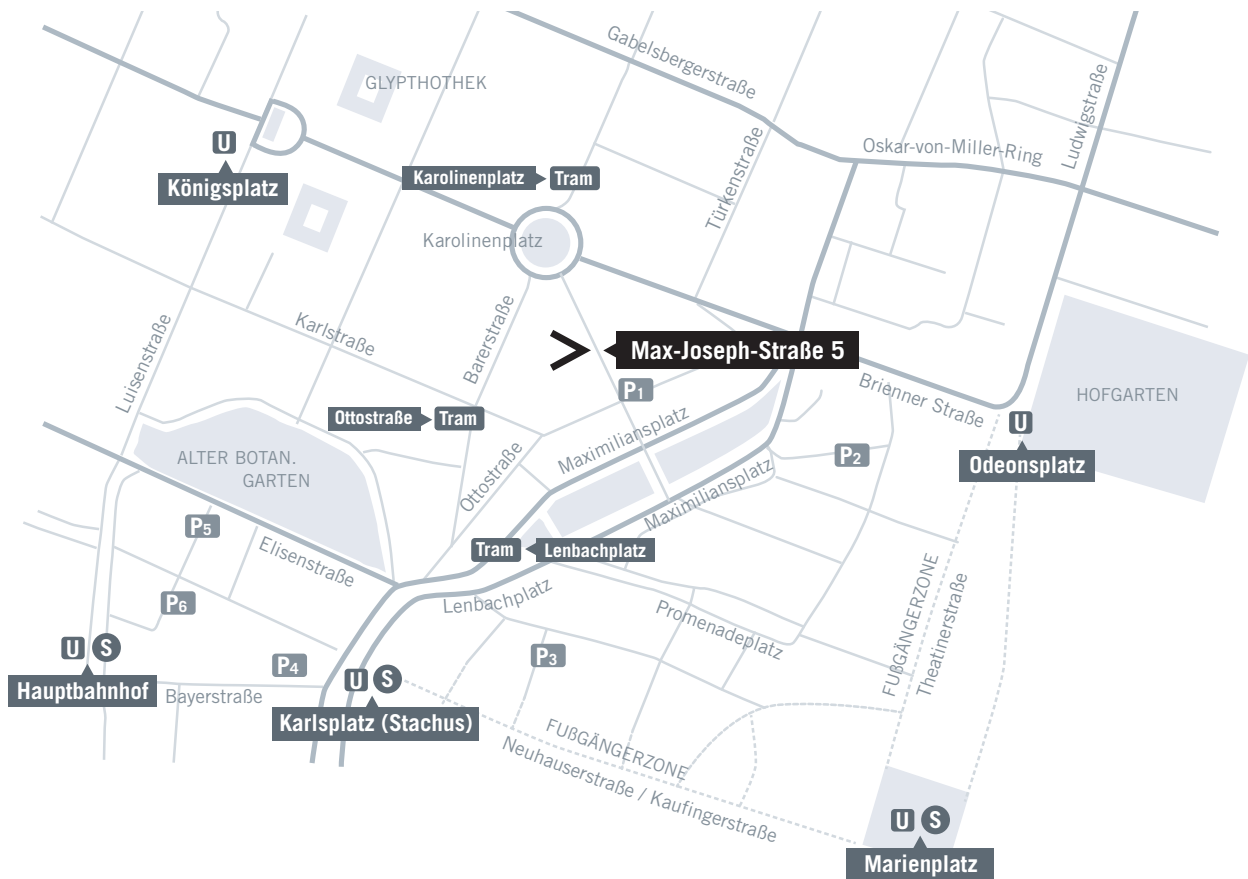 Gabelsbergerstraße
Ludwigstraße
GLYPTHOTHEK
U
Königsplatz
Karolinenplatz
Tram
Türkenstraße
Oskar-von-Miller-Ring
Karolinenplatz
Luisenstraße
Karlstraße
Barerstraße
Max-Joseph-Straße 5
P1
Brienner Straße
HOFGARTEN
Ottostraße
Tram
Maximiliansplatz
U
Odeonsplatz
ALTER BOTAN.
GARTEN
Ottostraße
P2
Maximiliansplatz
P5
Elisenstraße
Tram
Lenbachplatz
Lenbachplatz
P6
Promenadeplatz
FUßGÄNGERZONE
Theatinerstraße
U S
Hauptbahnhof
Bayerstraße
P4
U S
Karlsplatz (Stachus)
P3
FUßGÄNGERZONE
Neuhauserstraße / Kaufingerstraße
U S
Marienplatz